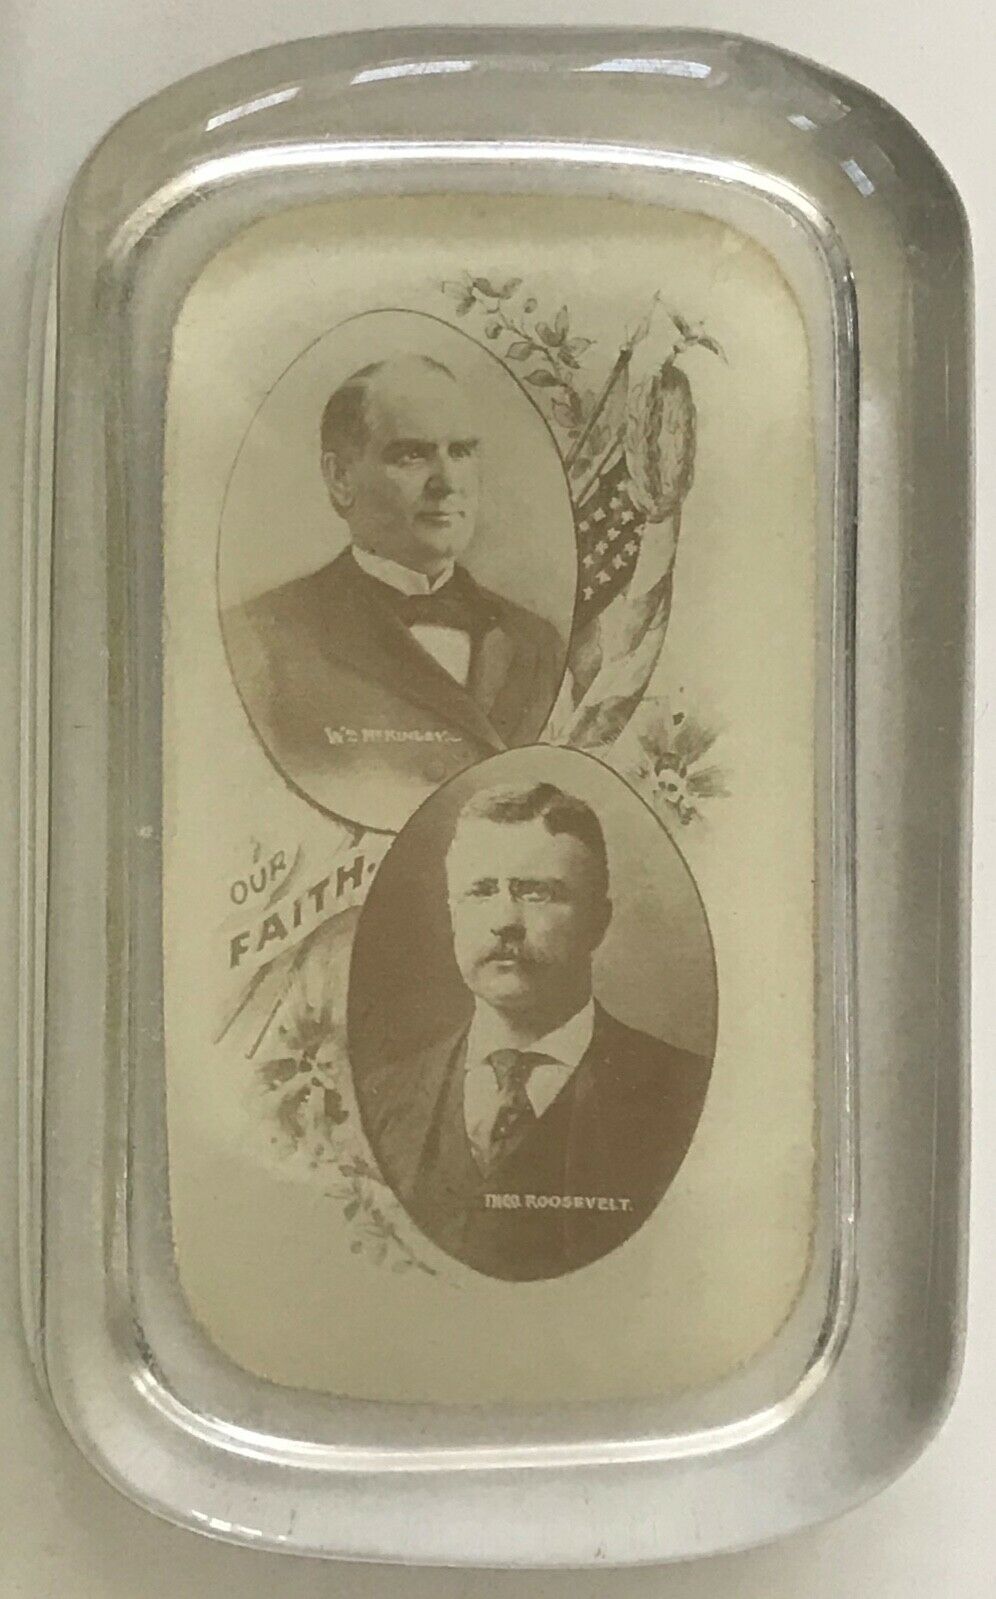 Wm McKINLEY.
OUR
FAITH.
THEO. ROOSEVELT.